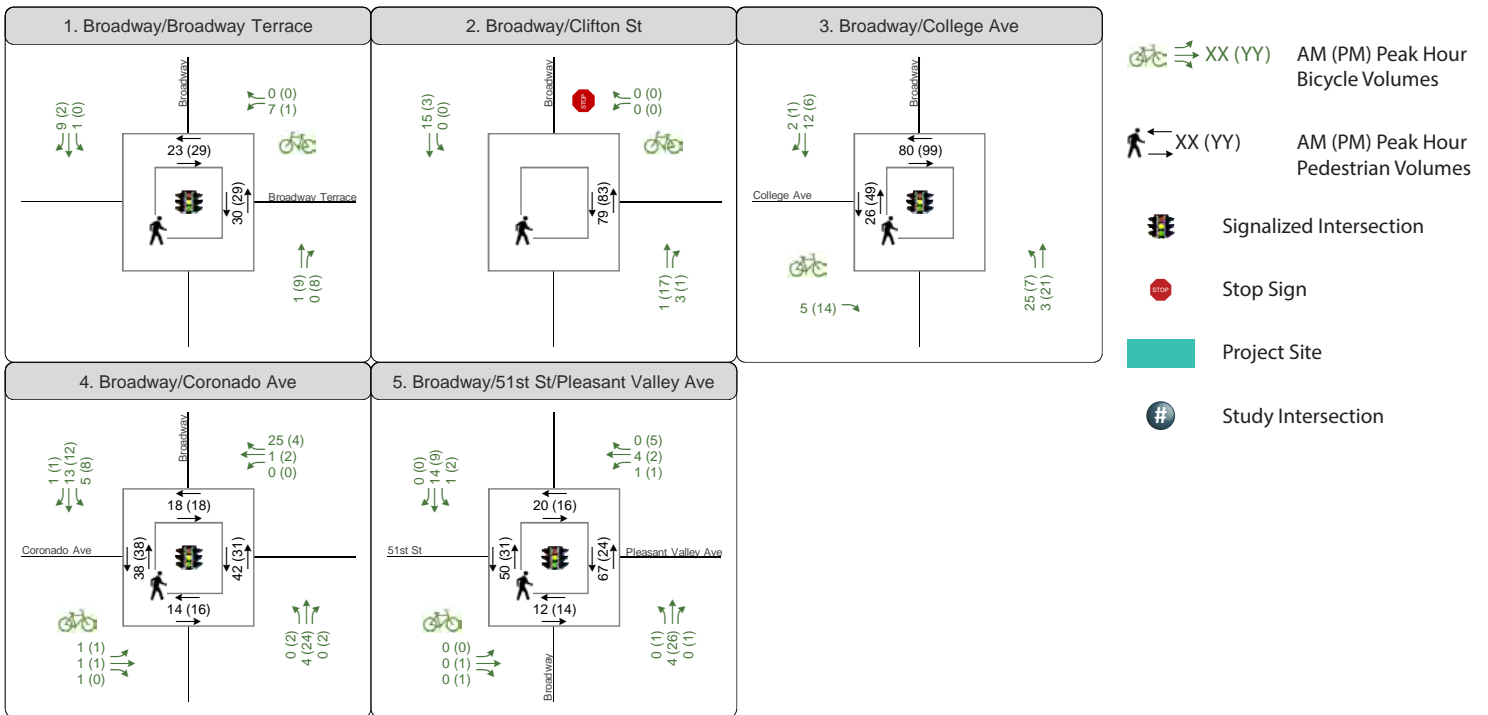 1. Broadway/Broadway Terrace
Broadway
9 (2)
1 (0)
0 (0)
7 (1)
23 (29)
30 (29)
Broadway Terrace
1 (9)
0 (8)
2. Broadway/Clifton St
Broadway
STOP
15 (3)
0 (0)
0 (0)
0 (0)
79 (83)
1 (17)
3 (1)
3. Broadway/College Ave
Broadway
2 (1)
12 (6)
80 (99)
College Ave
26 (49)
5 (14)
25 (7)
3 (21)
4. Broadway/Coronado Ave
Broadway
1 (1)
13 (12)
5 (8)
25 (4)
1 (2)
0 (0)
18 (18)
Coronado Ave
38 (38)
42 (31)
14 (16)
1 (1)
1 (1)
1 (0)
0 (2)
4 (24)
0 (2)
5. Broadway/51st St/Pleasant Valley Ave
0 (0)
14 (9)
1 (2)
0 (5)
4 (2)
1 (1)
20 (16)
51st St
50 (31)
67 (24)
Pleasant Valley Ave
12 (14)
0 (0)
0 (1)
0 (1)
0 (1)
4 (26)
0 (1)
Broadway
XX (YY)
AM (PM) Peak Hour
Bicycle Volumes
XX (YY)
AM (PM) Peak Hour
Pedestrian Volumes
Signalized Intersection
STOP
Stop Sign
Project Site
#
Study Intersection